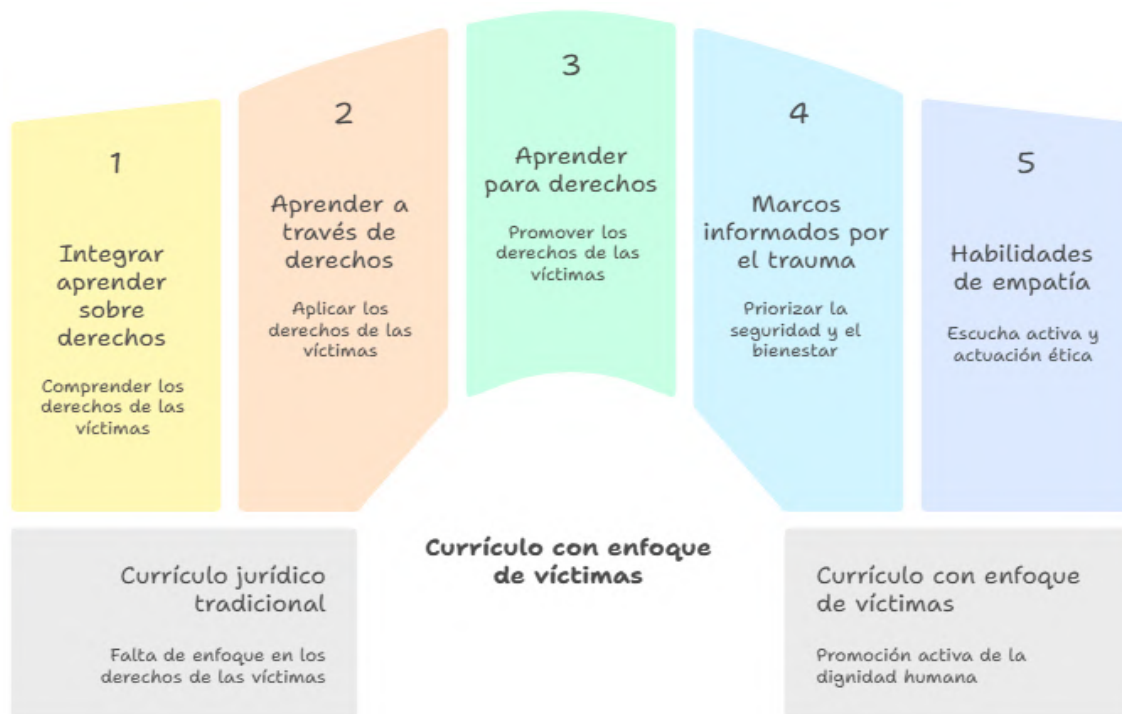 1
Integrar
aprender
sobre
derechos
Comprender los
derechos de las
víctimas
2
Aprender a
través de
derechos
Aplicar los
derechos de las
víctimas
3
Aprender
para derechos
Promover los
derechos de las
víctimas
4
Marcos
informados por
el trauma
Priorizar la
seguridad y el
bienestar
5
Habilidades
de empatía
Escucha activa y
actuación ética
Currículo jurídico
tradicional
Falta de enfoque en los
derechos de las víctimas
Currículo con enfoque
de víctimas
Currículo con enfoque
de víctimas
Promoción activa de la
dignidad humana